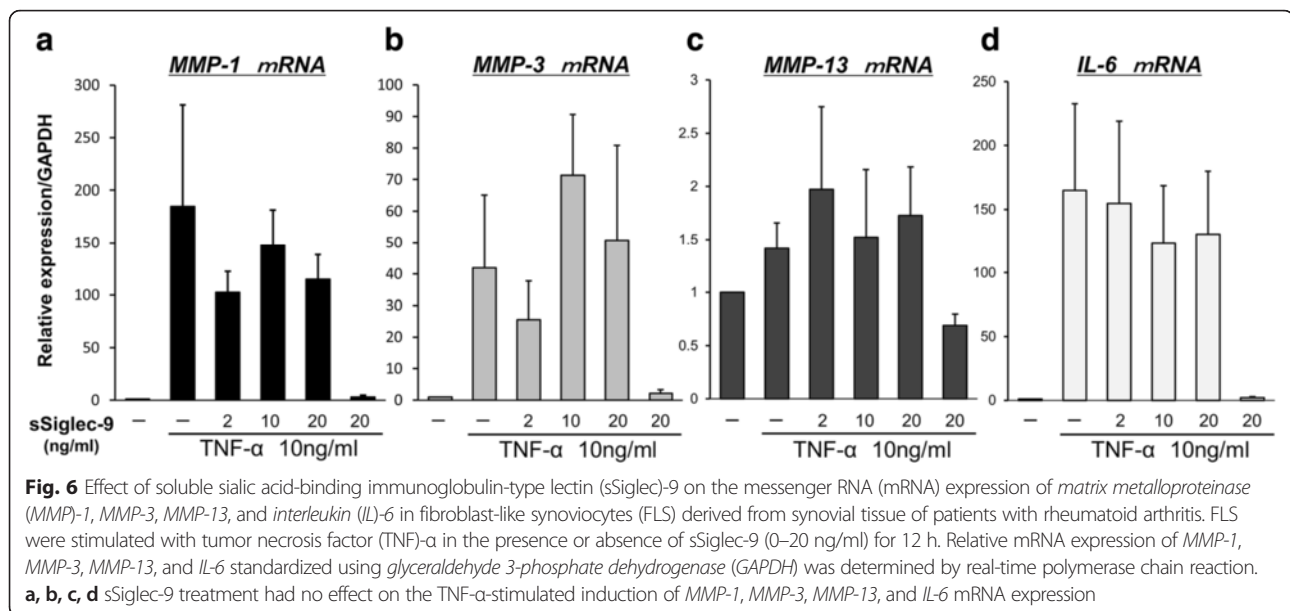 a
MMP-1 mRNA
Relative expression/GAPDH
300
250
200
150
100
50
0
b
MMP-3 mRNA
100
90
80
70
60
50
40
30
20
10
0
c
MMP-13 mRNA
3
2.5
2
1.5
1
0.5
0
d
IL-6 mRNA
250
200
150
100
50
0
sSiglec-9 – – 2 10 20 20 – – 2 10 20 20 – – 2 10 20 20 – – 2 10 20 20
(ng/ml)
TNF-α 10ng/ml TNF-α 10ng/ml TNF-α 10ng/ml TNF-α 10ng/ml
Fig. 6 Effect of soluble sialic acid-binding immunoglobulin-type lectin (sSiglec)-9 on the messenger RNA (mRNA) expression of matrix metalloproteinase
(MMP)-1, MMP-3, MMP-13, and interleukin (IL)-6 in fibroblast-like synoviocytes (FLS) derived from synovial tissue of patients with rheumatoid arthritis. FLS
were stimulated with tumor necrosis factor (TNF)-α in the presence or absence of sSiglec-9 (0–20 ng/ml) for 12 h. Relative mRNA expression of MMP-1,
MMP-3, MMP-13, and IL-6 standardized using glyceraldehyde 3-phosphate dehydrogenase (GAPDH) was determined by real-time polymerase chain reaction.
a, b, c, d sSiglec-9 treatment had no effect on the TNF-α-stimulated induction of MMP-1, MMP-3, MMP-13, and IL-6 mRNA expression